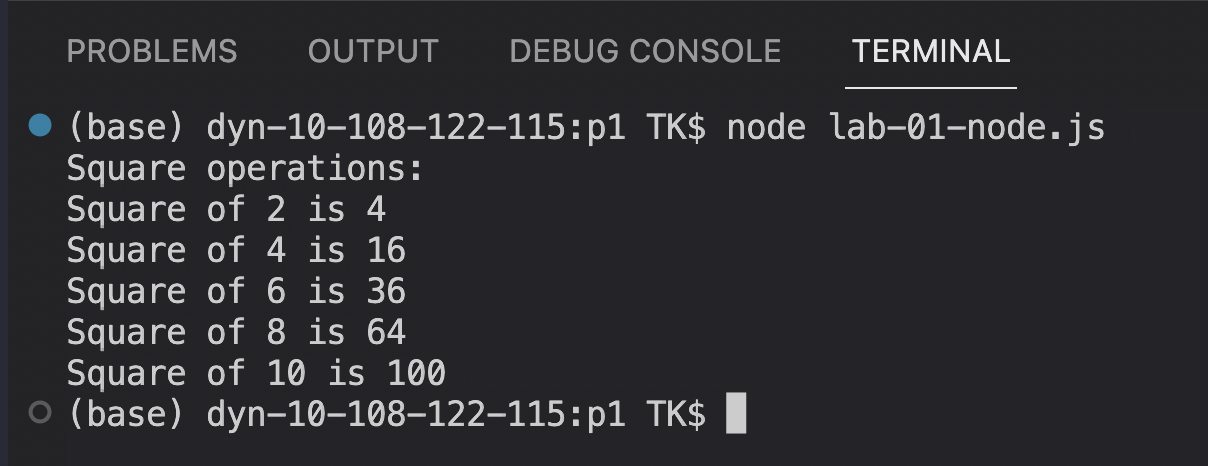 PROBLEMS OUTPUT DEBUG CONSOLE TERMINAL
(base) dyn-10-108-122-115:p1 TK$ node lab-01-node.js
Square operations:
Square of 2 is 4
Square of 4 is 16
Square of 6 is 36
Square of 8 is 64
Square of 10 is 100
(base) dyn-10-108-122-115:p1 TK$